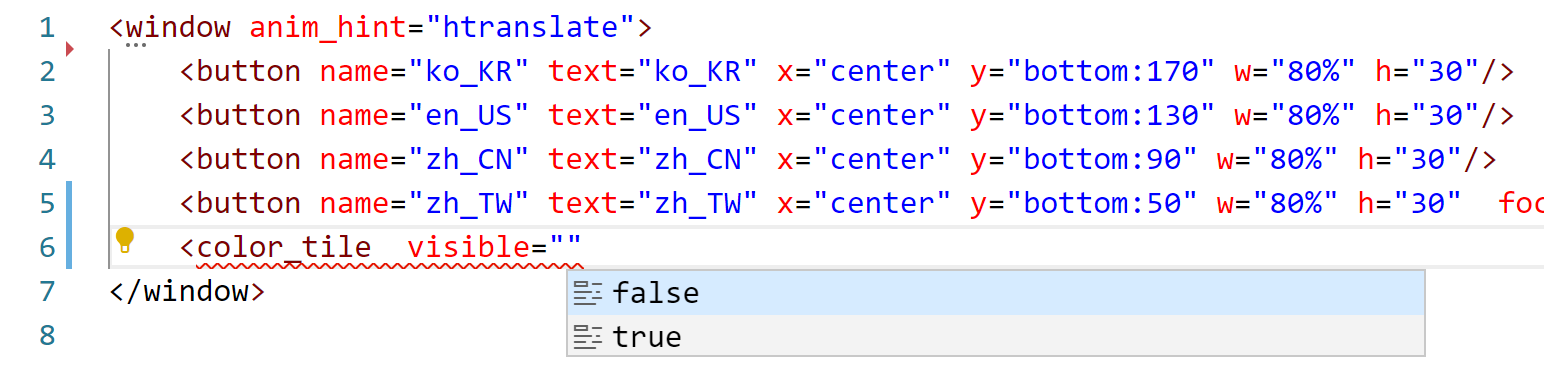 1 <window anim_hint="htranslate">
2 <button name="ko_KR" text="ko_KR" x="center" y="bottom:170" w="80%" h="30"/>
3 <button name="en_US" text="en_US" x="center" y="bottom:130" w="80%" h="30"/>
4 <button name="zh_CN" text="zh_CN" x="center" y="bottom:90" w="80%" h="30"/>
5 <button name="zh_TW" text="zh_TW" x="center" y="bottom:50" w="80%" h="30"  foc
6 <color_tile  visible=""
7 </window>
false
8
true